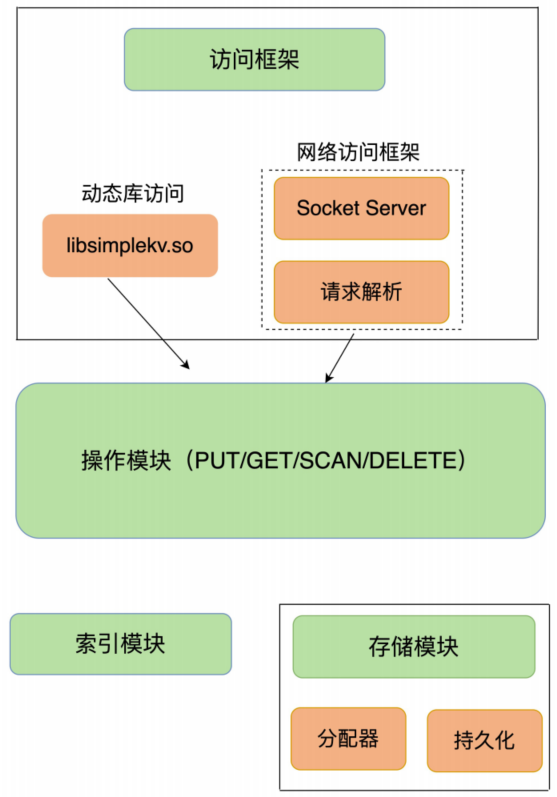 访问框架
网络访问框架
动态库访问
Socket Server
libsimplekv.so
请求解析
操作模块（PUT/GET/SCAN/DELETE）
索引模块
存储模块
分配器
持久化